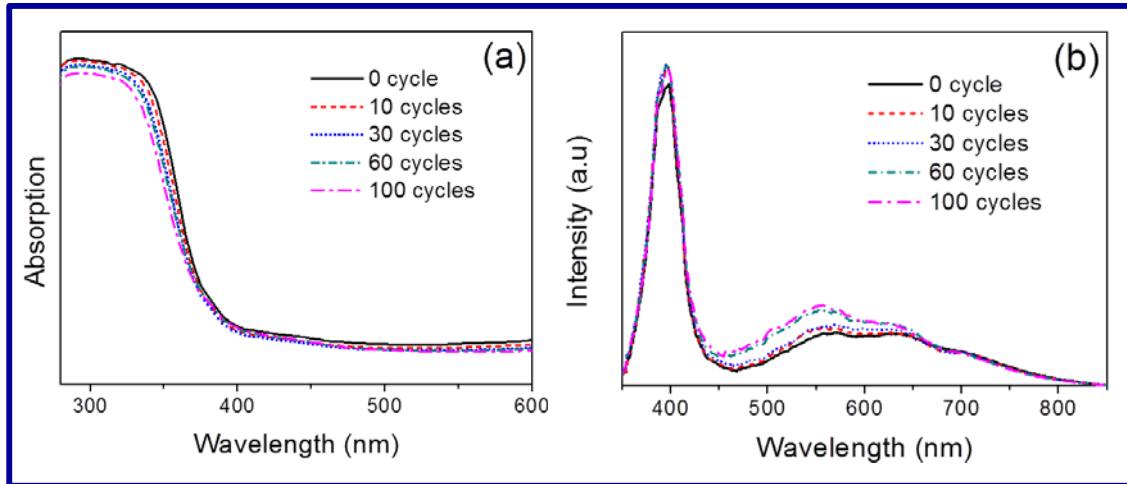 (a)
0 cycle
10 cycles
30 cycles
60 cycles
100 cycles
Absorption
300 400 500 600
Wavelength (nm)
(b)
0 cycle
10 cycles
30 cycles
60 cycles
100 cycles
Intensity (a.u)
400 500 600 700 800
Wavelength (nm)